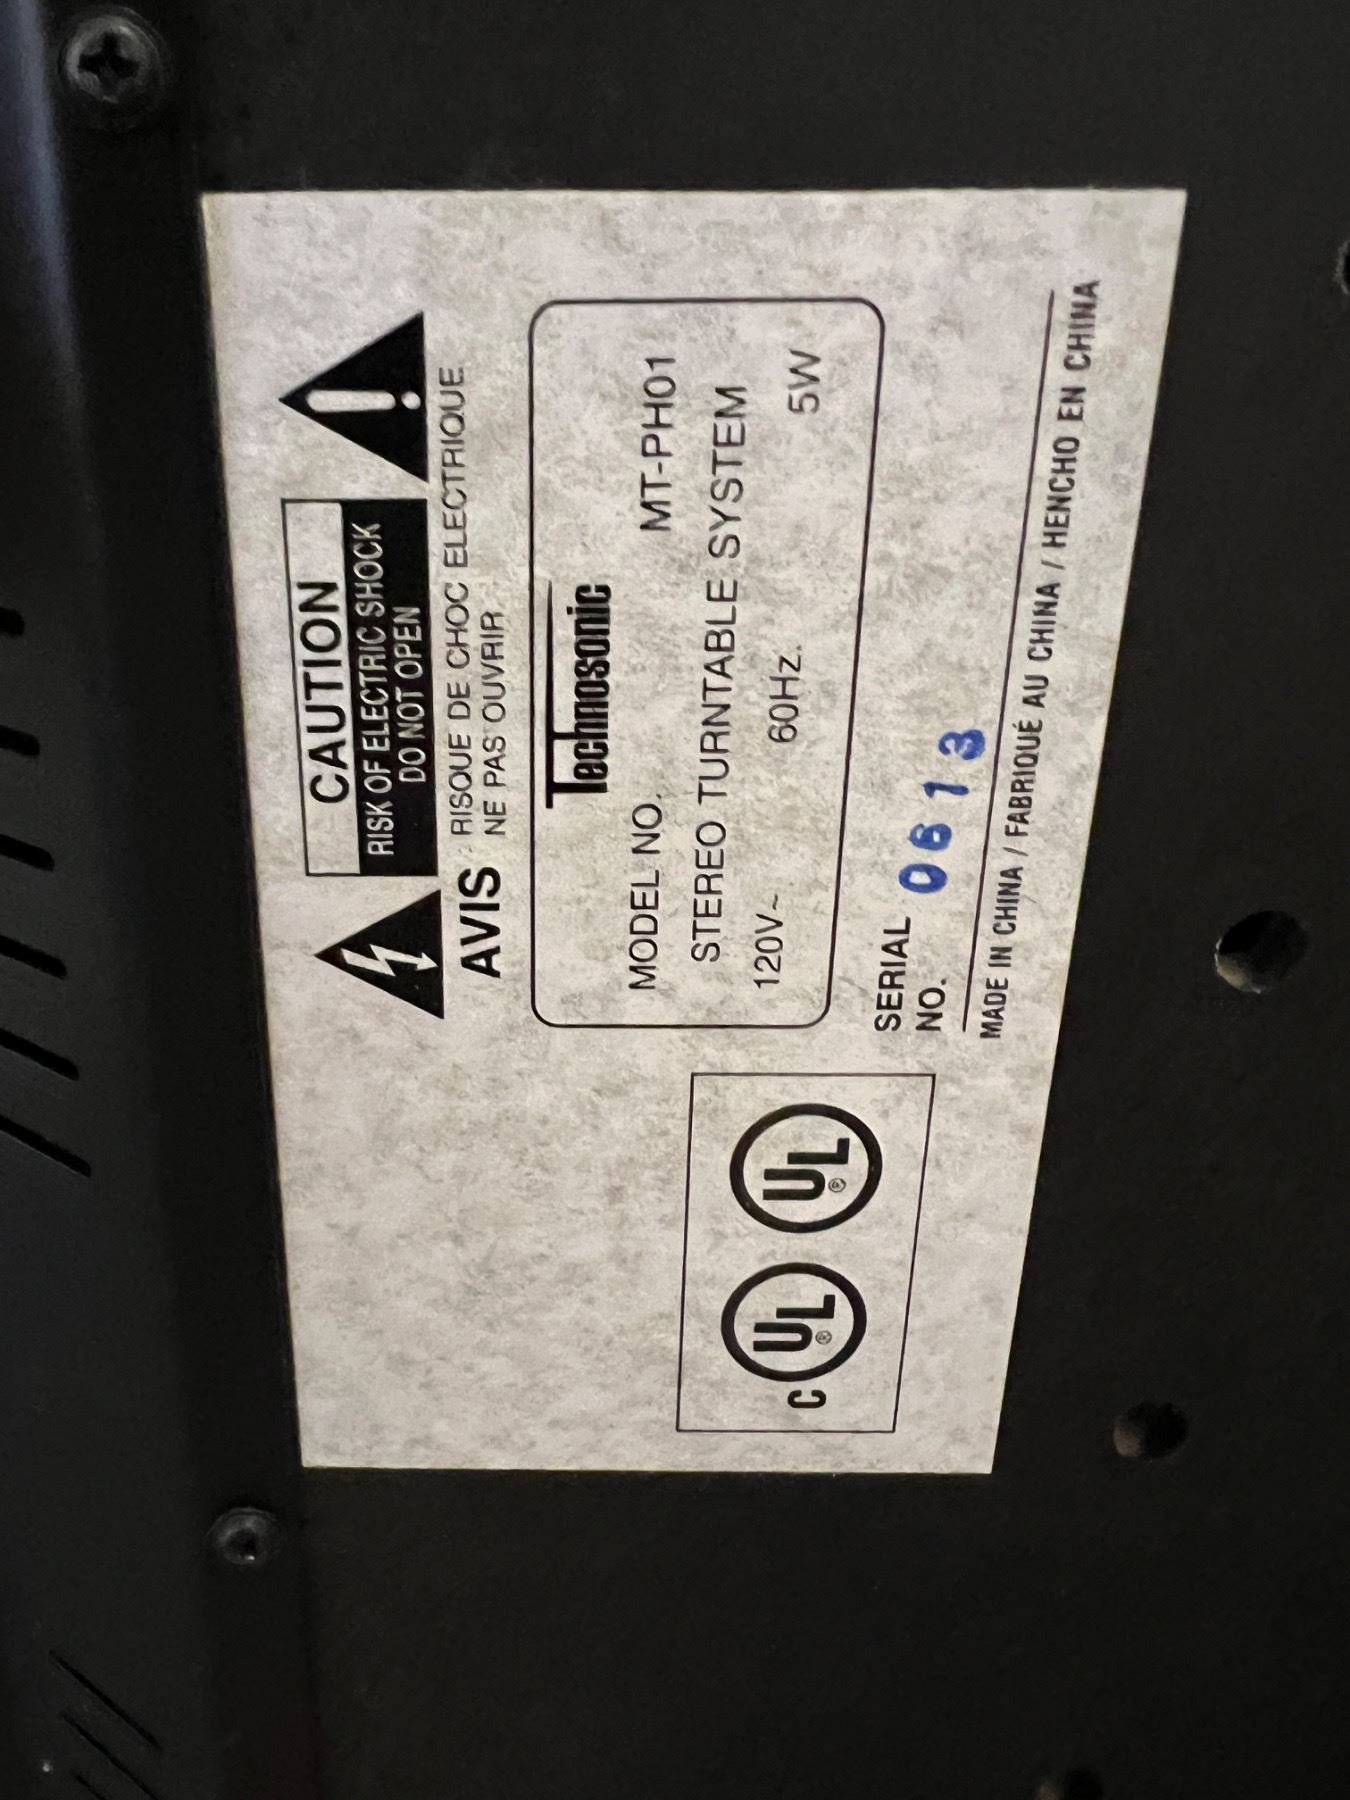 CAUTION
RISK OF ELECTRIC SHOCK
DO NOT OPEN
AVIS : RISQUE DE CHOC ELECTRIQUE.
NE PAS OUVRIR
Technosonic
MODEL NO. MT-PH01
STEREO TURNTABLE SYSTEM
120V~ 60Hz. 5W
C UL ® UL ®
SERIAL
NO. 0613
MADE IN CHINA / FABRIQUÉ AU CHINA / HENCHO EN CHINA